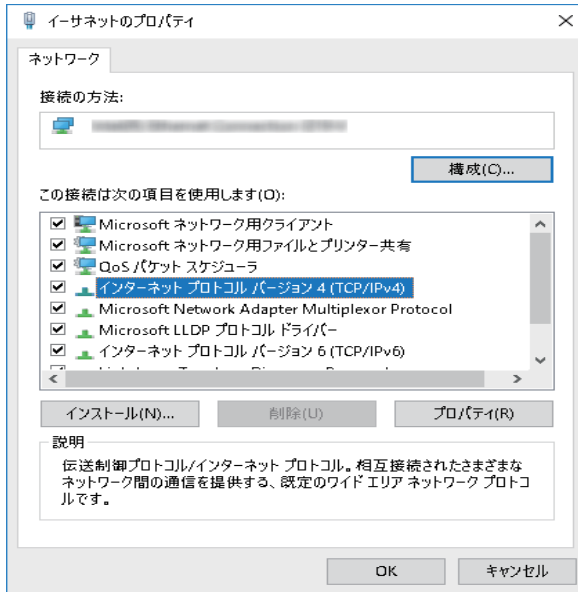 イーサネットのプロパティ
ネットワーク
接続の方法:
構成(C)...
この接続は次の項目を使用します(O):
Microsoft ネットワーク用クライアント
Microsoft ネットワーク用ファイルとプリンター共有
QoS パケット スケジューラ
インターネット プロトコル バージョン 4 (TCP/IPv4)
Microsoft Network Adapter Multiplexor Protocol
Microsoft LLDP プロトコル ドライバー
インターネット プロトコル バージョン 6 (TCP/IPv6)
インストール(N)...
削除(U)
プロパティ(R)
説明
伝送制御プロトコル/インターネット プロトコル。相互接続されたさまざまな
ネットワーク間の通信を提供する、既定のワイド エリア ネットワーク プロトコ
ルです。
OK
キャンセル